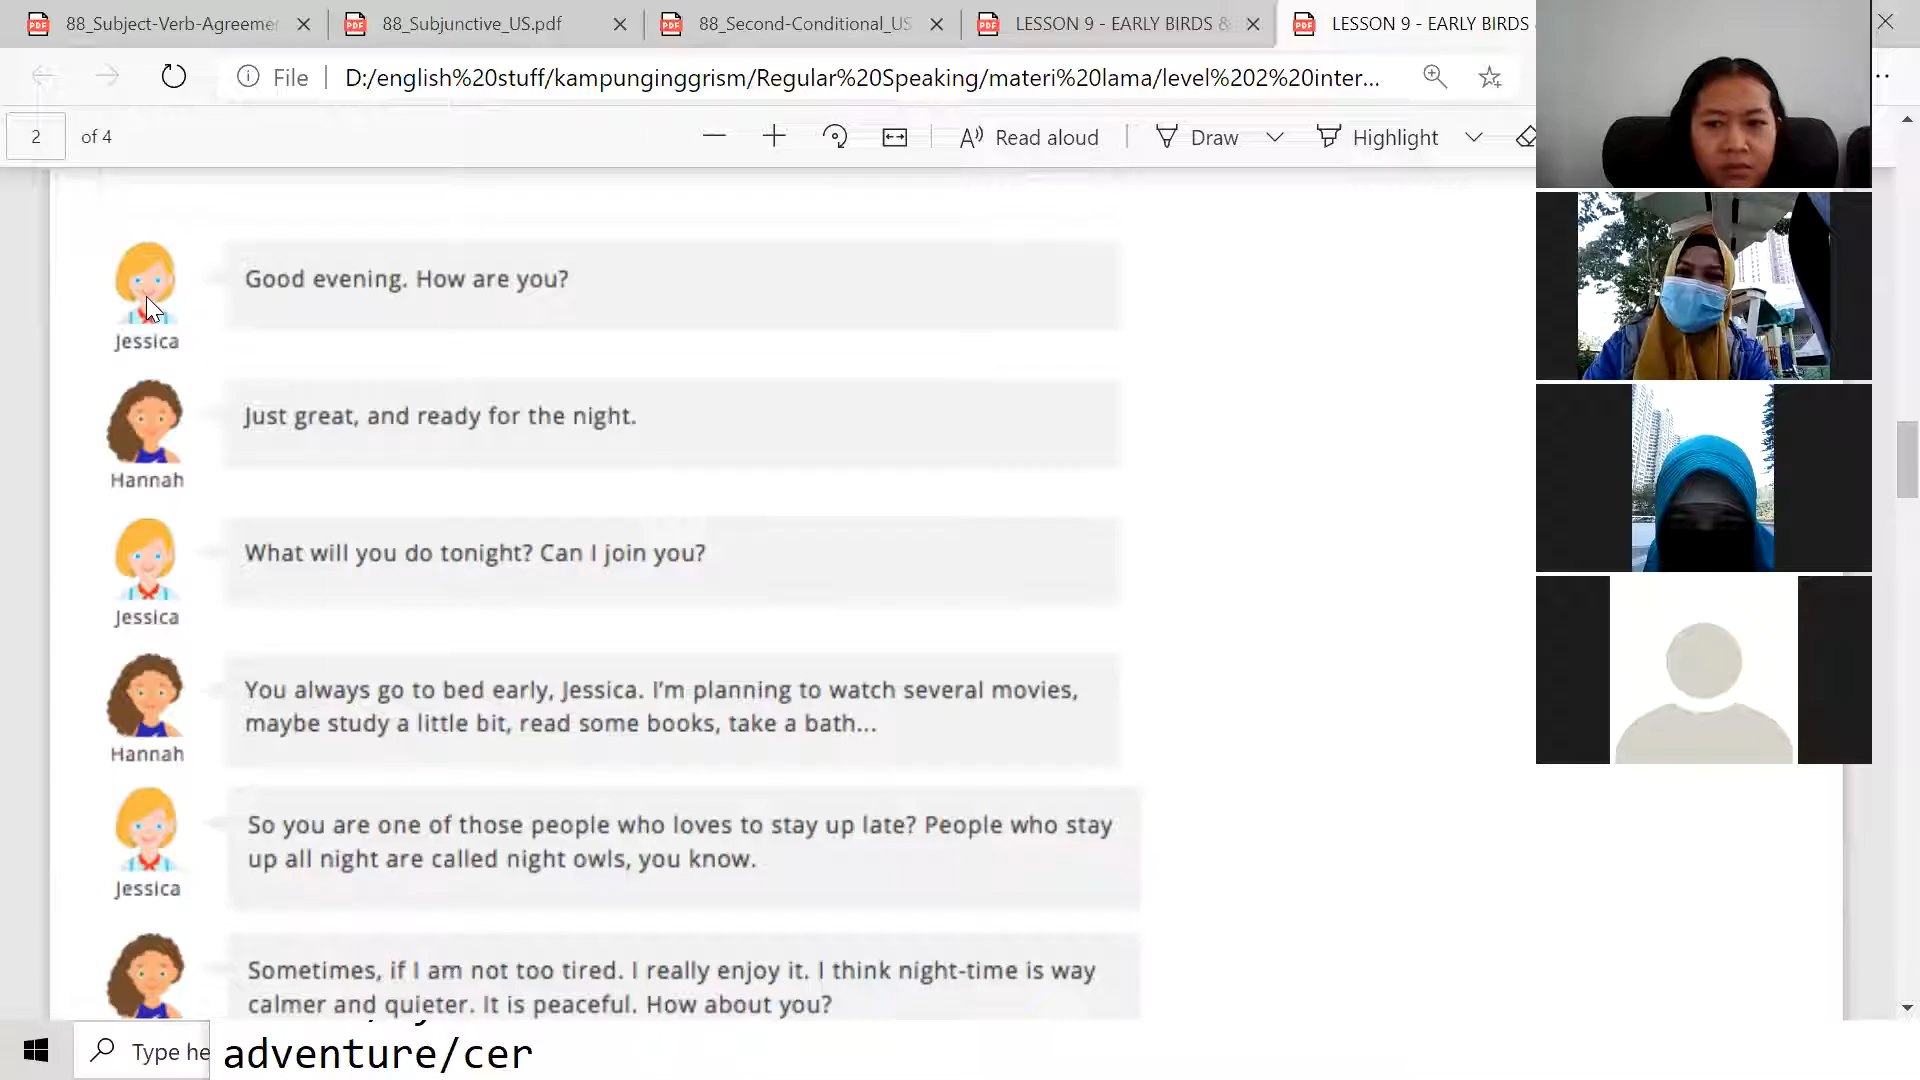 88_Subject-Verb-Agreemer
88_Subjunctive_US.pdf
88_Second-Conditional_US
LESSON 9 - EARLY BIRDS &
LESSON 9 - EARLY BIRDS
File
D:/english%20stuff/kampunginggrism/Regular%20Speaking/materi%20lama/level%202%20inter...
2 of 4
Read aloud
Draw
Highlight
Good evening. How are you?
Jessica
Just great, and ready for the night.
Hannah
What will you do tonight? Can I join you?
Jessica
You always go to bed early, Jessica. I'm planning to watch several movies,
maybe study a little bit, read some books, take a bath...
Hannah
So you are one of those people who loves to stay up late? People who stay
up all night are called night owls, you know.
Jessica
Sometimes, if I am not too tired. I really enjoy it. I think night-time is way
calmer and quieter. It is peaceful. How about you?
Type he
adventure/cer